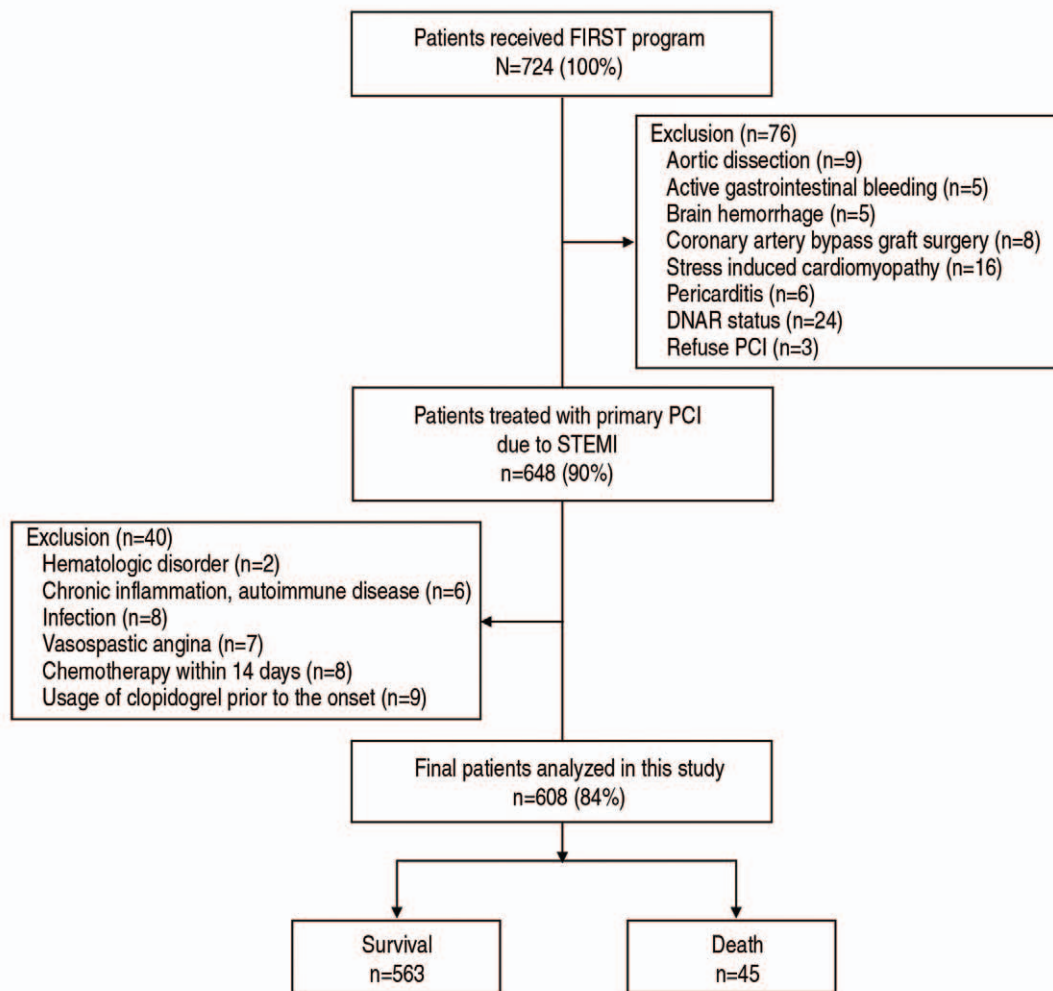 Patients received FIRST program
N=724 (100%)
Exclusion (n=76)
Aortic dissection (n=9)
Active gastrointestinal bleeding (n=5)
Brain hemorrhage (n=5)
Coronary artery bypass graft surgery (n=8)
Stress induced cardiomyopathy (n=16)
Pericarditis (n=6)
DNAR status (n=24)
Refuse PCI (n=3)
Patients treated with primary PCI
due to STEMI
n=648 (90%)
Exclusion (n=40)
Hematologic disorder (n=2)
Chronic inflammation, autoimmune disease (n=6)
Infection (n=8)
Vasospastic angina (n=7)
Chemotherapy within 14 days (n=8)
Usage of clopidogrel prior to the onset (n=9)
Final patients analyzed in this study
n=608 (84%)
Survival
n=563
Death
n=45